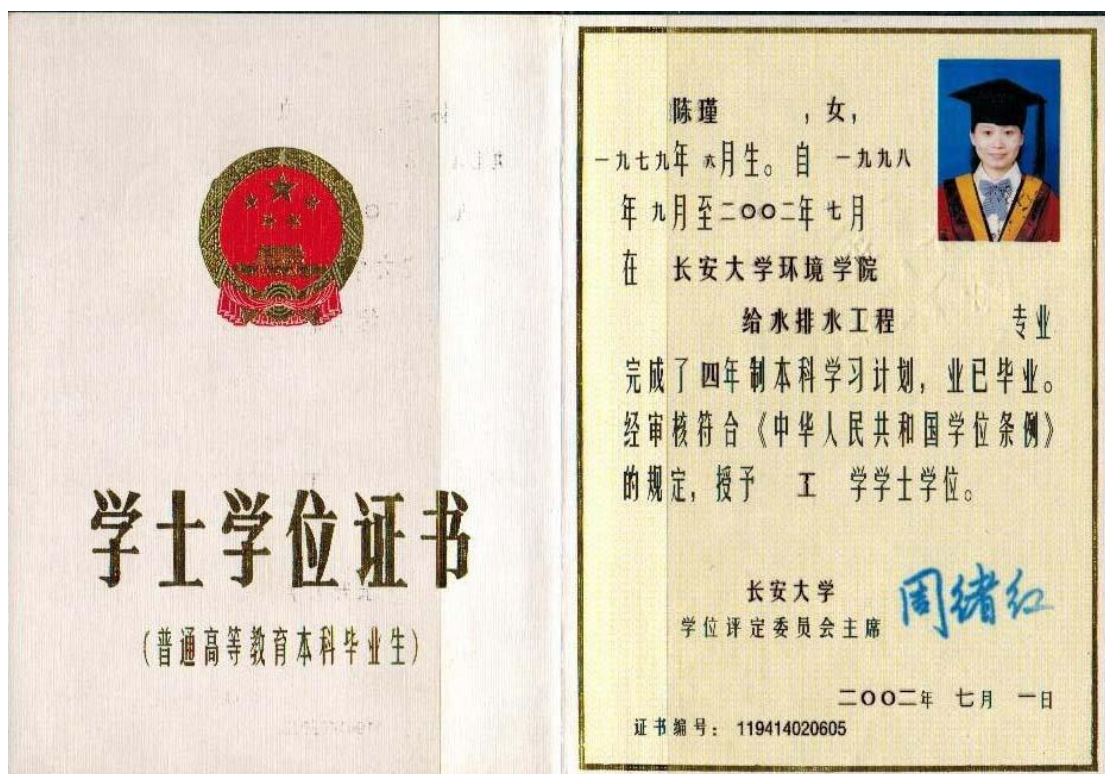 学士学位证书
(普通高等教育本科毕业生)
陈瑾 ，女，
一九七九年 六月生。自 一九九八
年 九月至二〇〇二年 七月
在 长安大学环境学院
给水排水工程 专业
完成了四年制本科学习计划，业已毕业。
经审核符合《中华人民共和国学位条例》
的规定，授予 工 学学士学位。
长安大学
学位评定委员会主席 周绪红
二〇〇二年 七月 一日
证书编号：119414020605